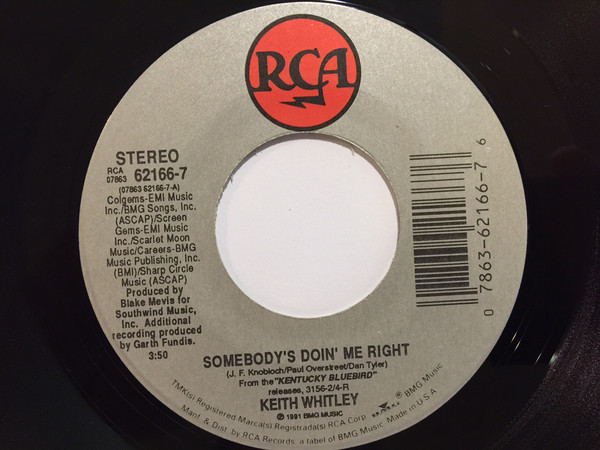 RCA
STEREO
RCA
07863 62166-7
(07863 62166-7-A)
Colgems-EMI Music
Inc./BMG Songs, Inc.
(ASCAP)/Screen
Gems-EMI Music
Inc./Scarlet Moon
Music/Careers-BMG
Music Publishing, Inc.
(BMI)/Sharp Circle
Music (ASCAP)
Produced by
Blake Mevis for
Southwind Music,
Inc. Additional
recording produced
by Garth Fundis.
3:50
0 7863-62166-7 6
SOMEBODY'S DOIN' ME RIGHT
(J. F. Knobloch/Paul Overstreet/Dan Tyler)
From the "KENTUCKY BLUEBIRD"
releases, 3156-2/4-R
KEITH WHITLEY
℗ 1991 BMG MUSIC
TMK(s) Registered Marca(s) Registrada(s) RCA Corp. BMG Music
Manf. & Dist. by RCA Records, a label of BMG Music. Made in U.S.A